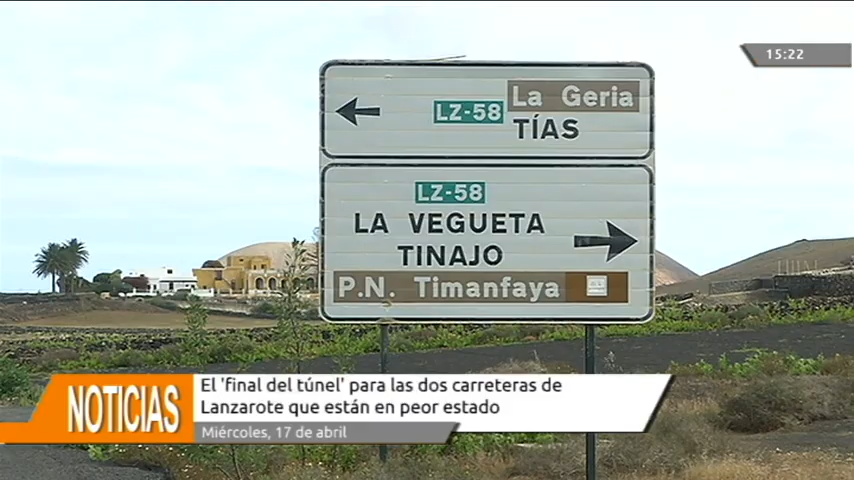 15:22
La Geria
LZ-58
TÍAS
LZ-58
LA VEGUETA
TINAJO
P.N. Timanfaya
NOTICIAS
El 'final del túnel' para las dos carreteras de
Lanzarote que están en peor estado
Miércoles, 17 de abril